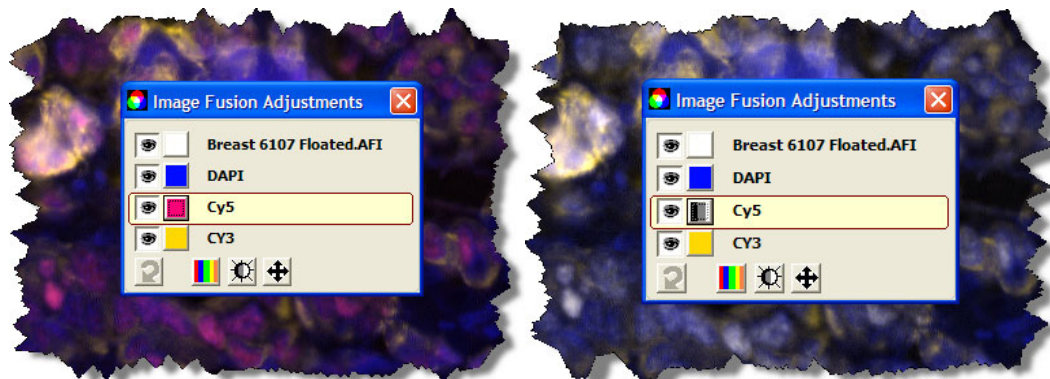 Image Fusion Adjustments
Breast 6107 Floated.AFI
DAPI
Cy5
CY3
Image Fusion Adjustments
Breast 6107 Floated.AFI
DAPI
Cy5
CY3